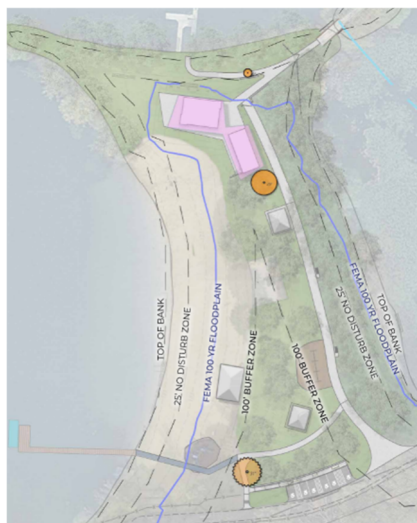 TOP OF BANK
25' NO DISTURB ZONE
FEMA 100 YR FLOODPLAIN
100' BUFFER ZONE
100' BUFFER ZONE
FEMA 100 YR FLOODPLAIN
25' NO DISTURB ZONE
TOP OF BANK